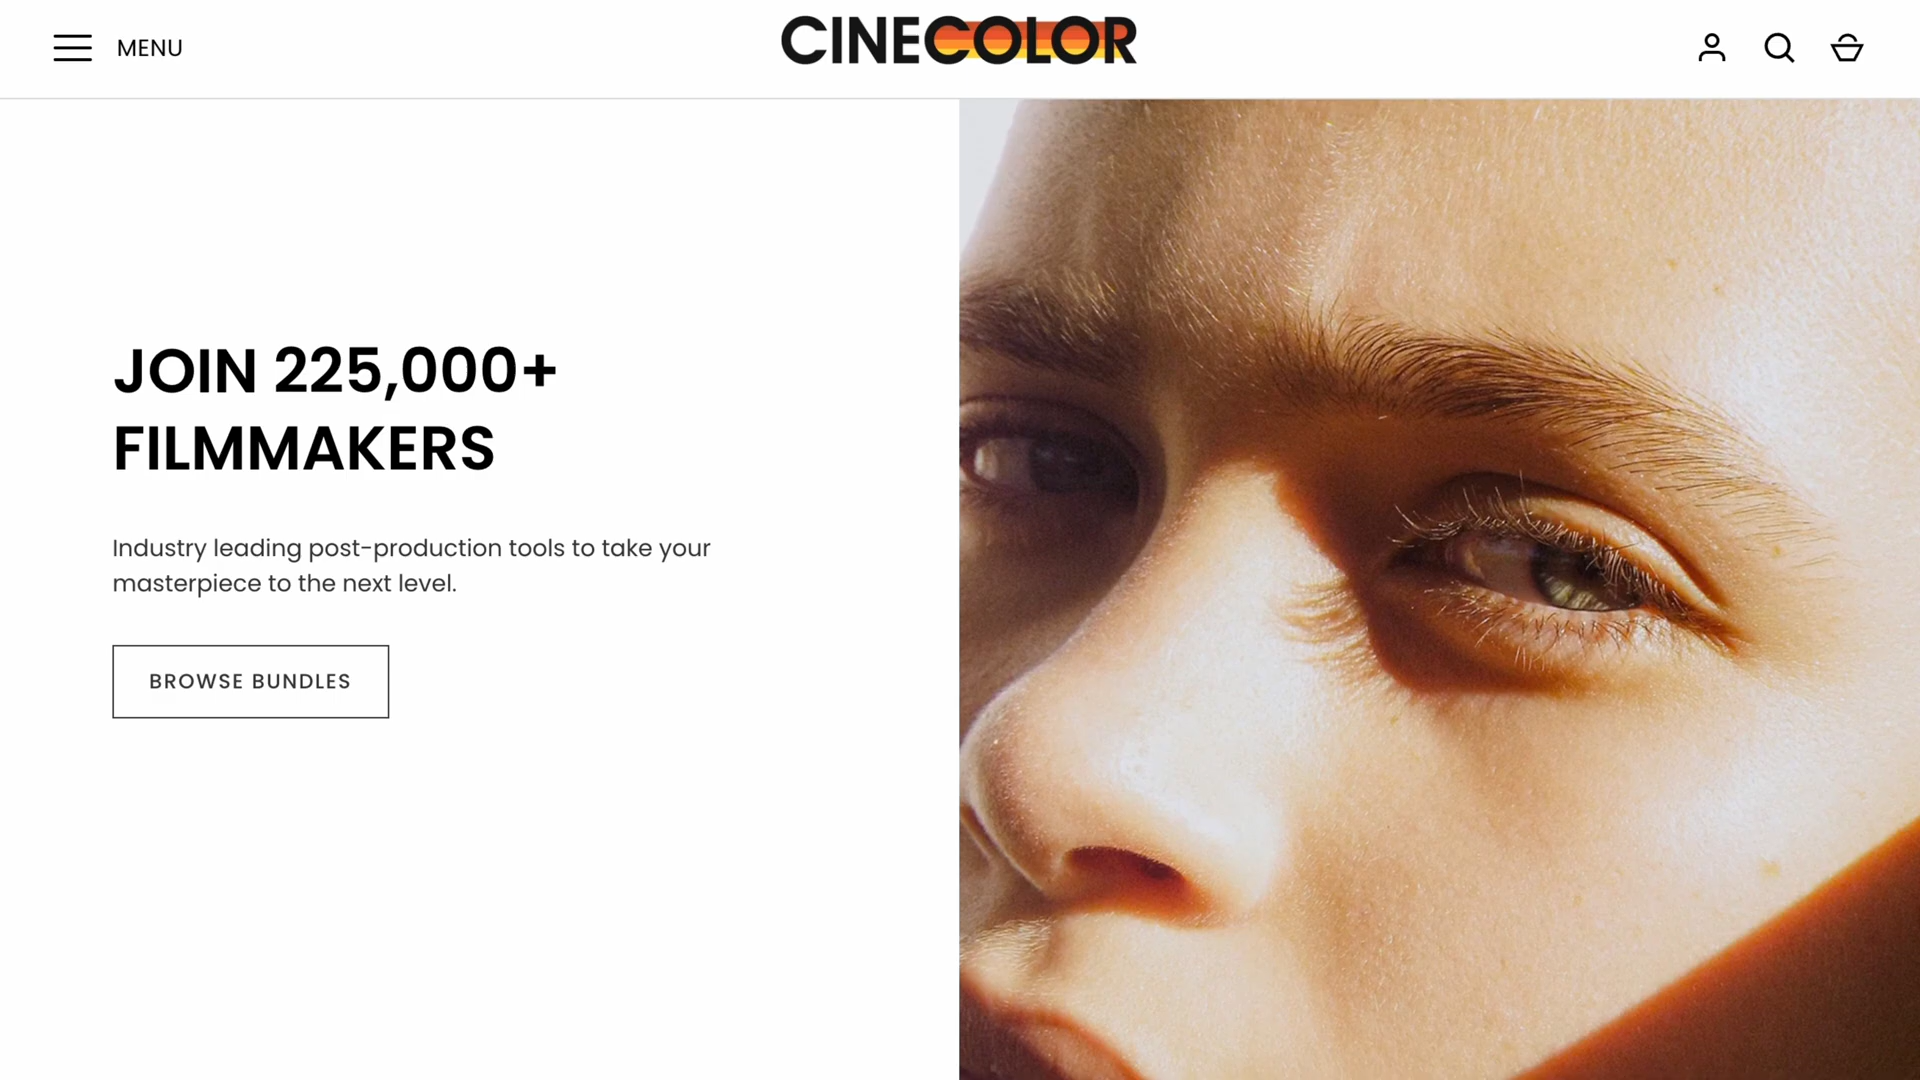 MENU
CINECOLOR
JOIN 225,000+
FILMMAKERS
Industry leading post-production tools to take your
masterpiece to the next level.
BROWSE BUNDLES